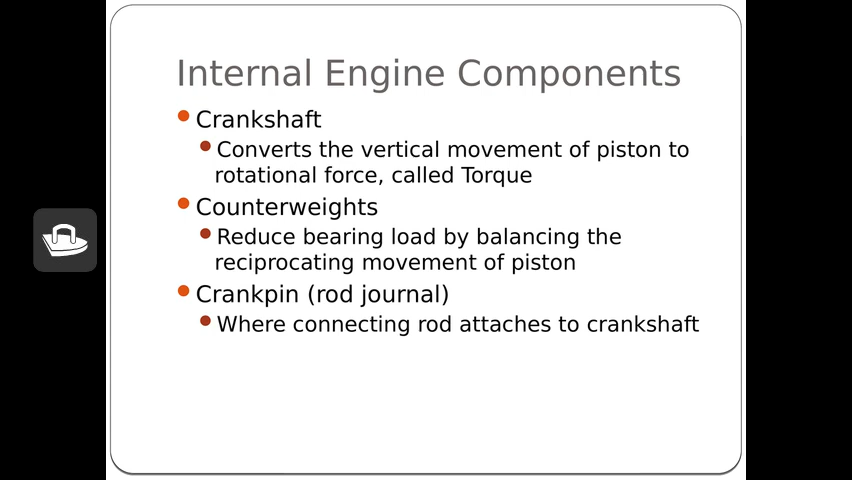 Internal Engine Components
Crankshaft
Converts the vertical movement of piston to
rotational force, called Torque
Counterweights
Reduce bearing load by balancing the
reciprocating movement of piston
Crankpin (rod journal)
Where connecting rod attaches to crankshaft